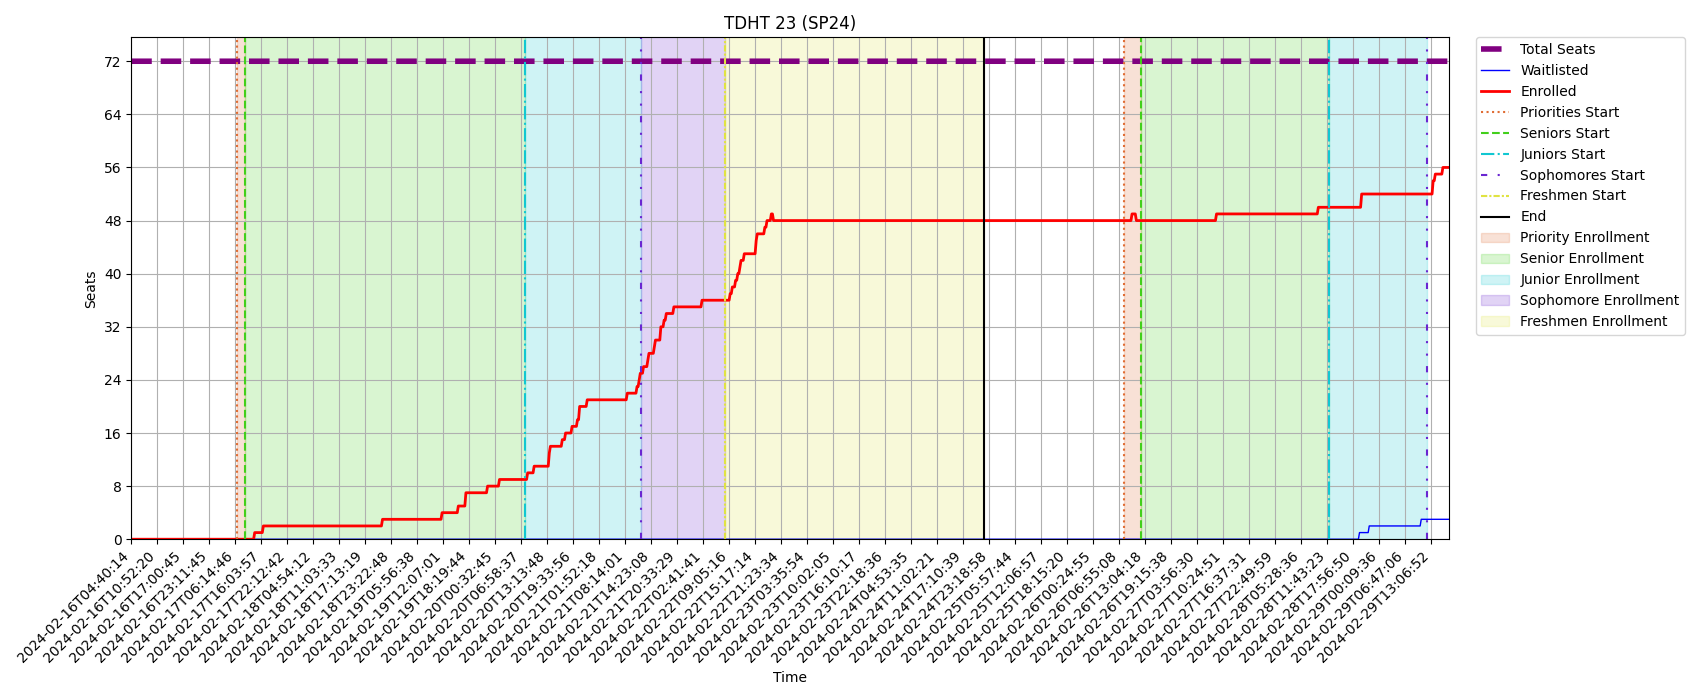 TDHT 23 (SP24)
Seats
72
64
56
48
40
32
24
16
8
0
2024-02-16T04:40:14
2024-02-16T10:52:20
2024-02-16T17:00:45
2024-02-16T23:11:45
2024-02-17T06:14:46
2024-02-17T16:03:57
2024-02-17T22:12:42
2024-02-18T04:54:12
2024-02-18T11:03:33
2024-02-18T17:13:19
2024-02-18T23:22:48
2024-02-19T05:56:38
2024-02-19T12:07:01
2024-02-19T18:19:44
2024-02-20T00:32:45
2024-02-20T06:58:37
2024-02-20T13:13:48
2024-02-20T19:33:56
2024-02-21T01:52:18
2024-02-21T08:14:01
2024-02-21T14:23:08
2024-02-21T20:33:29
2024-02-22T02:41:41
2024-02-22T09:05:16
2024-02-22T15:17:14
2024-02-22T21:23:34
2024-02-23T03:35:54
2024-02-23T10:02:05
2024-02-23T16:10:17
2024-02-23T22:18:36
2024-02-24T04:53:35
2024-02-24T11:02:21
2024-02-24T17:10:39
2024-02-24T23:18:58
2024-02-25T05:57:44
2024-02-25T12:06:57
2024-02-25T18:15:20
2024-02-26T00:24:55
2024-02-26T06:55:08
2024-02-26T13:04:18
2024-02-26T19:15:38
2024-02-27T03:56:30
2024-02-27T10:24:51
2024-02-27T16:37:31
2024-02-27T22:49:59
2024-02-28T05:28:36
2024-02-28T11:43:23
2024-02-28T17:56:50
2024-02-29T00:09:36
2024-02-29T06:47:06
2024-02-29T13:06:52
Time
Total Seats
Waitlisted
Enrolled
Priorities Start
Seniors Start
Juniors Start
Sophomores Start
Freshmen Start
End
Priority Enrollment
Senior Enrollment
Junior Enrollment
Sophomore Enrollment
Freshmen Enrollment